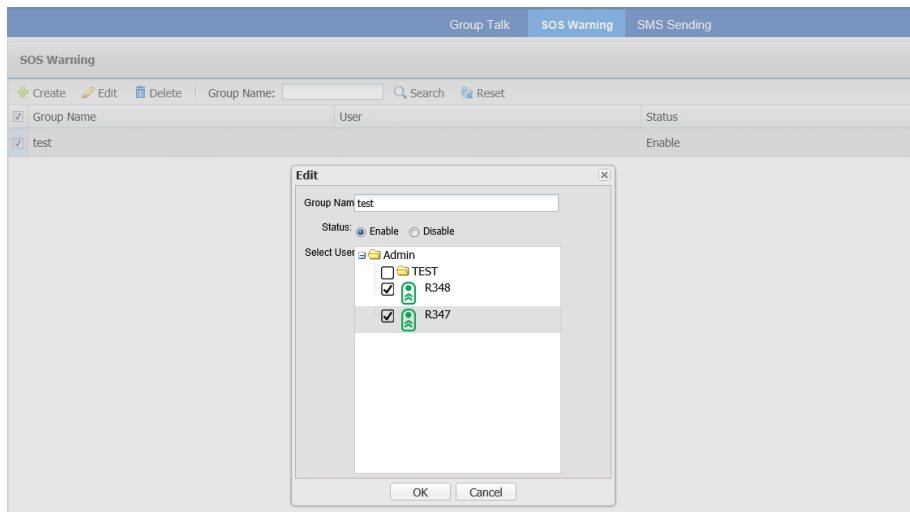 Group Talk SOS Warning SMS Sending
SOS Warning
Create Edit Delete Group Name: Search Reset
Group Name User Status
test Enable
Edit
Group Nam test
Status: Enable Disable
Select User Admin
TEST
R348
R347
OK Cancel